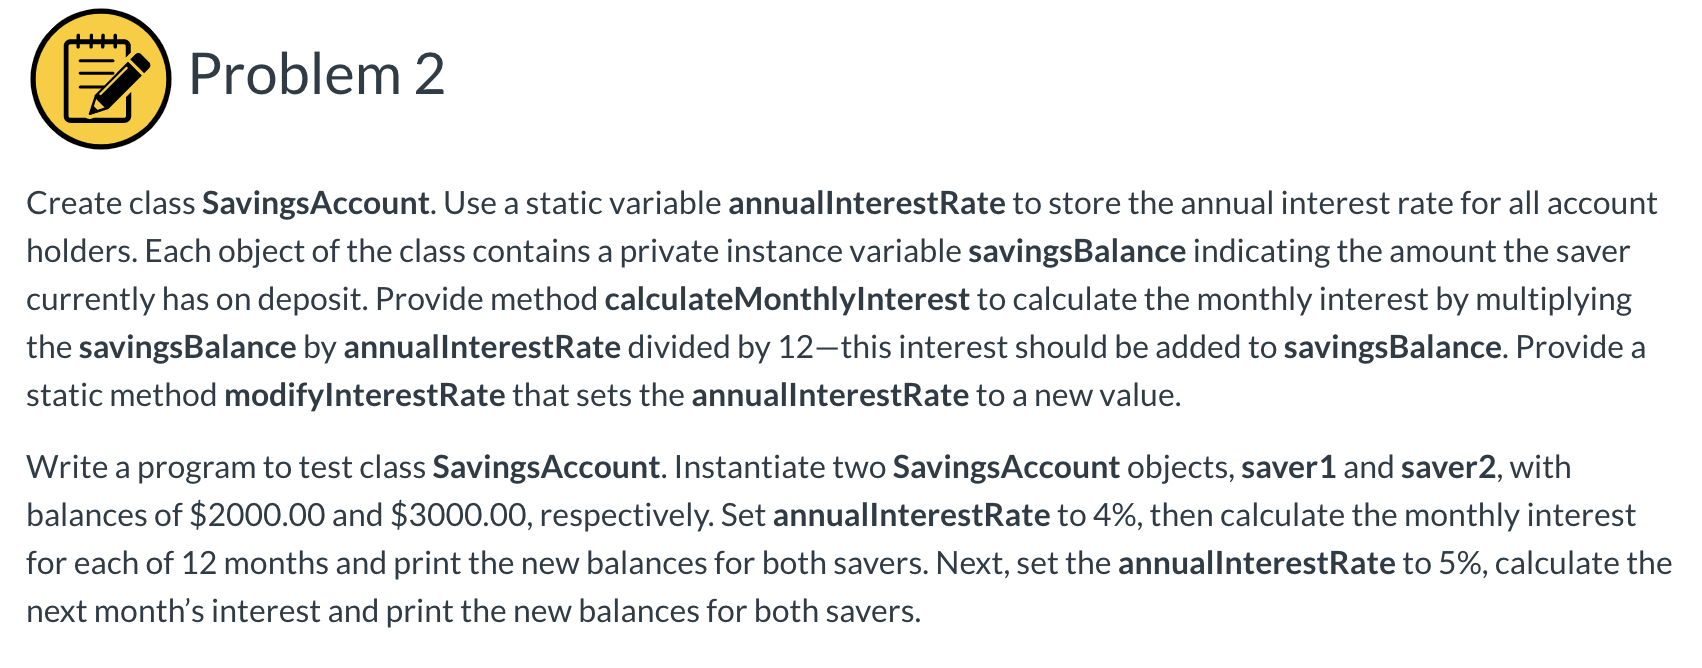 Problem 2
Create class SavingsAccount. Use a static variable annualInterestRate to store the annual interest rate for all account
holders. Each object of the class contains a private instance variable savingsBalance indicating the amount the saver
currently has on deposit. Provide method calculateMonthlyInterest to calculate the monthly interest by multiplying
the savingsBalance by annualInterestRate divided by 12—this interest should be added to savingsBalance. Provide a
static method modifyInterestRate that sets the annualInterestRate to a new value.
Write a program to test class SavingsAccount. Instantiate two SavingsAccount objects, saver1 and saver2, with
balances of $2000.00 and $3000.00, respectively. Set annualInterestRate to 4%, then calculate the monthly interest
for each of 12 months and print the new balances for both savers. Next, set the annualInterestRate to 5%, calculate the
next month’s interest and print the new balances for both savers.